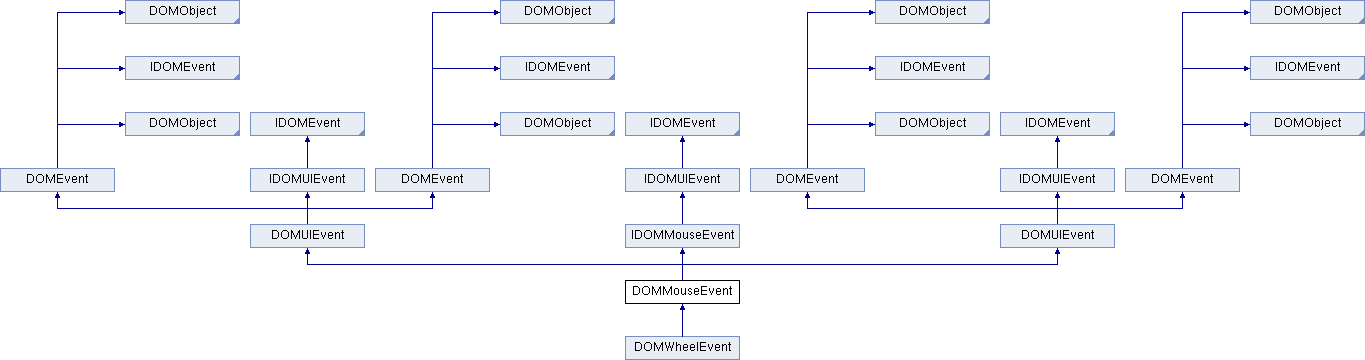 DOMObject DOMObject DOMObject DOMObject
IDOMEvent IDOMEvent IDOMEvent IDOMEvent
DOMObject IDOMEvent DOMObject IDOMEvent DOMObject IDOMEvent DOMObject
DOMEvent IDOMUIEvent DOMEvent IDOMUIEvent DOMEvent IDOMUIEvent DOMEvent
DOMUIEvent IDOMMouseEvent DOMUIEvent
DOMMouseEvent
DOMWheelEvent